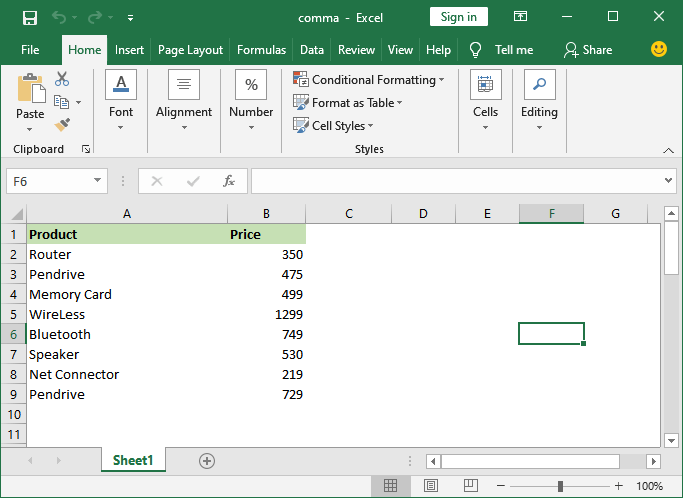 comma - Excel
Sign in
File Home Insert Page Layout Formulas Data Review View Help Tell me Share
Paste
Clipboard
A
Font
Alignment
%
Number
Conditional Formatting
Format as Table
Cell Styles
Styles
Cells
Editing
F6
fx
A B C D E F G
1 Product Price
2 Router 350
3 Pendrive 475
4 Memory Card 499
5 WireLess 1299
6 Bluetooth 749
7 Speaker 530
8 Net Connector 219
9 Pendrive 729
10
11
Sheet1
100%